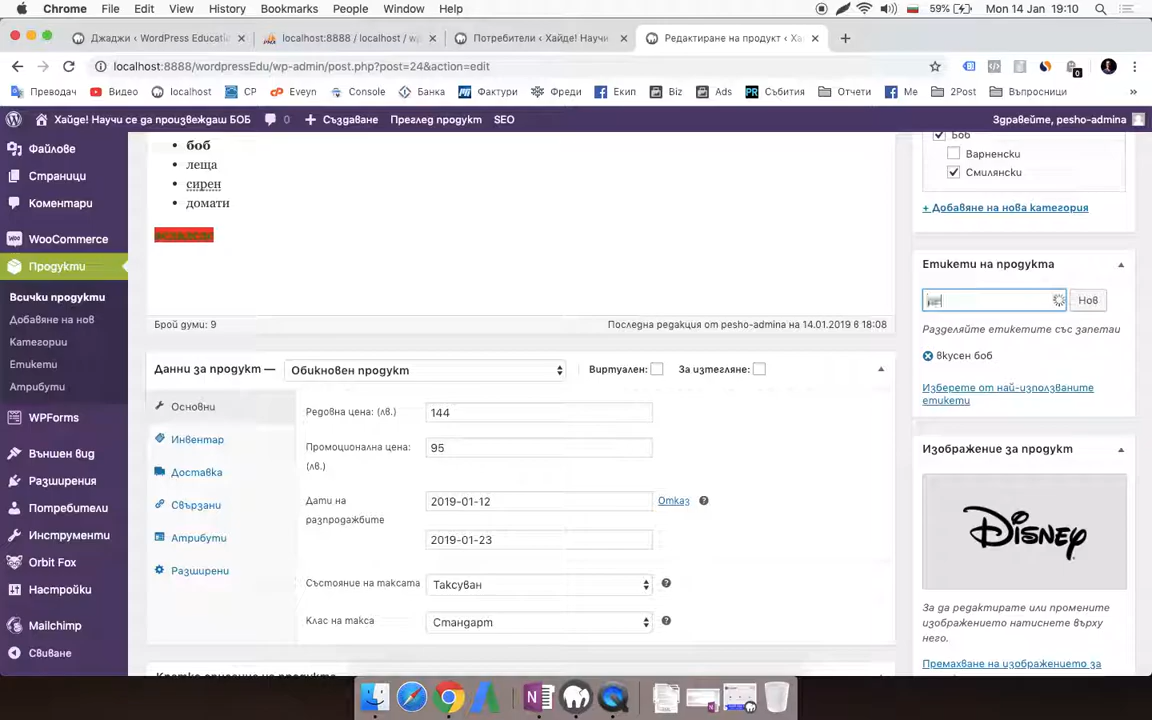 Chrome File Edit View History Bookmarks People Window Help 59% Mon 14 Jan 19:10
Джаджи ‹ WordPress Educati
localhost:8888 / localhost / w
Потребители ‹ Хайде! Научи
Редактиране на продукт ‹ Ха
localhost:8888/wordpressEdu/wp-admin/post.php?post=24&action=edit
Преводач Видео localhost CP Eveyn Console Банка Фактури Фреди Екип Biz Ads Събития Отчети Me 2Post Въпросници »
Хайде! Научи се да произвеждаш БОБ 0 Създаване Преглед продукт SEO Здравейте, pesho-admina
Файлове
Страници
Коментари
WooCommerce
Продукти
Всички продукти
Добавяне на нов
Категории
Етикети
Атрибути
WPForms
Външен вид
Разширения
Потребители
Инструменти
Orbit Fox
Настройки
Mailchimp
Свиване
боб
леща
сирен
домати
Брой думи: 9
Последна редакция от pesho-admina на 14.01.2019 в 18:08
Данни за продукт — Обикновен продукт Виртуален: За изтегляне:
Основни
Инвентар
Доставка
Свързани
Атрибути
Разширени
Редовна цена: (лв.) 144
Промоционална цена: (лв.) 95
Дати на разпродажбите 2019-01-12 Отказ
2019-01-23
Състояние на таксата Таксуван
Клас на такса Стандарт
Боб
Варненски
Смилянски
+ Добавяне на нова категория
Етикети на продукта
Нов
Разделяйте етикетите със запетаи
вкусен боб
Изберете от най-използваните
етикети
Изображение за продукт
Disney
За да редактирате или промените
изображението натиснете върху
него.
Премахване на изображението за